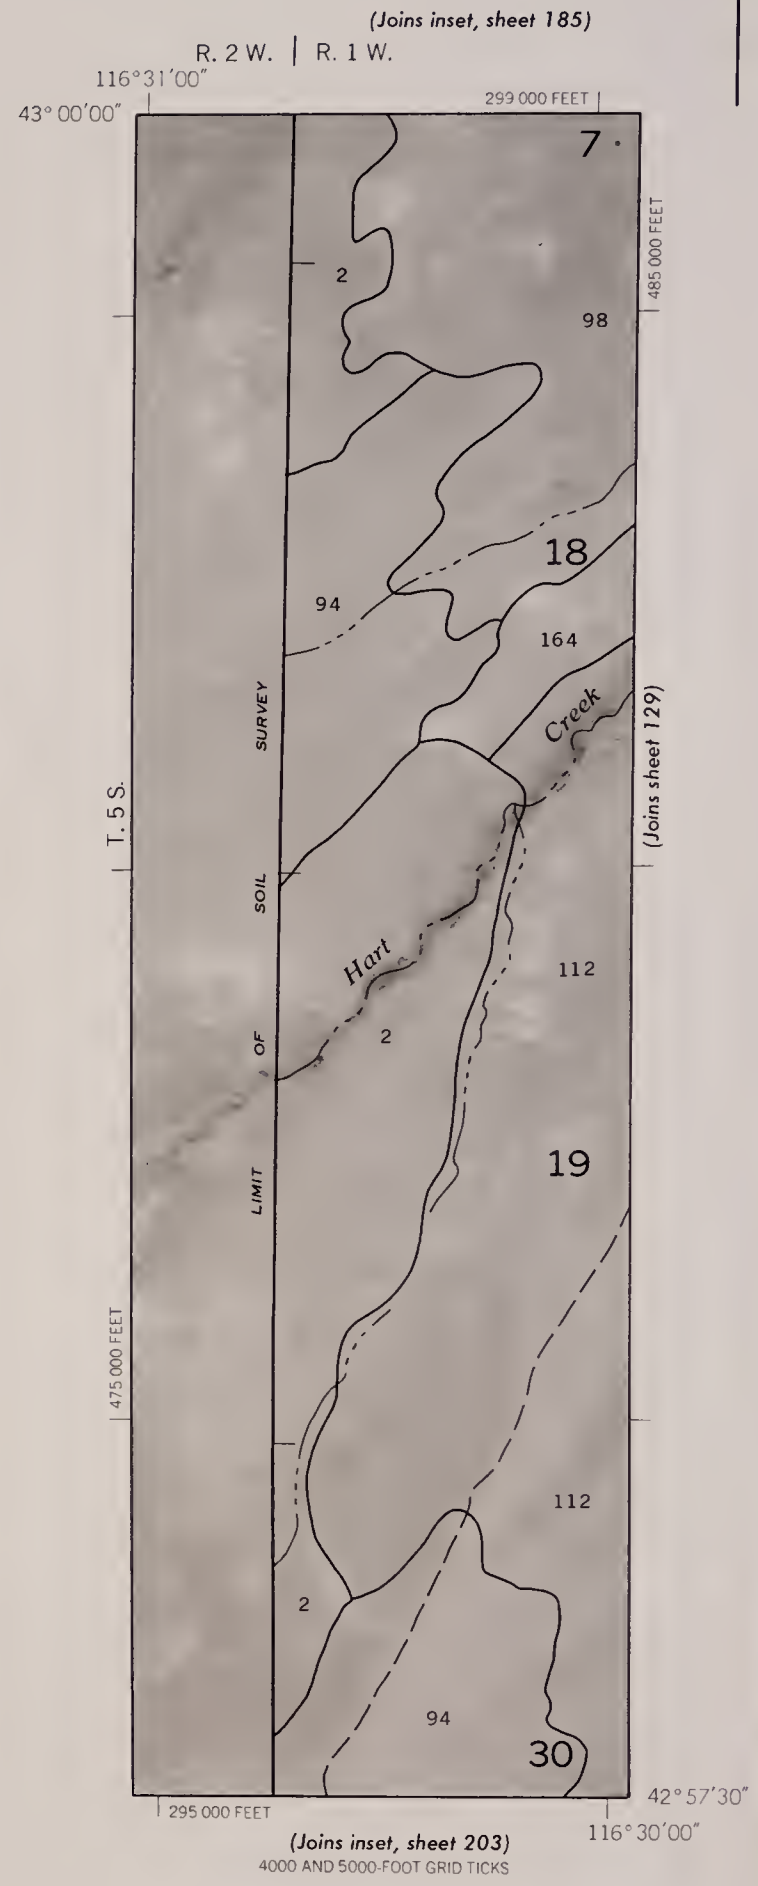 (Joins inset, sheet 185)
R. 2 W. | R. 1 W.
116°31'00"
299 000 FEET
43°00'00"
7
485 000 FEET
2
98
18
94
164
Creek
(Joins sheet 129)
T. 5 S.
LIMIT OF SOIL SURVEY
Hart
112
2
19
475 000 FEET
112
2
94
30
42°57'30"
295 000 FEET
116°30'00"
(Joins inset, sheet 203)
4000 AND 5000-FOOT GRID TICKS